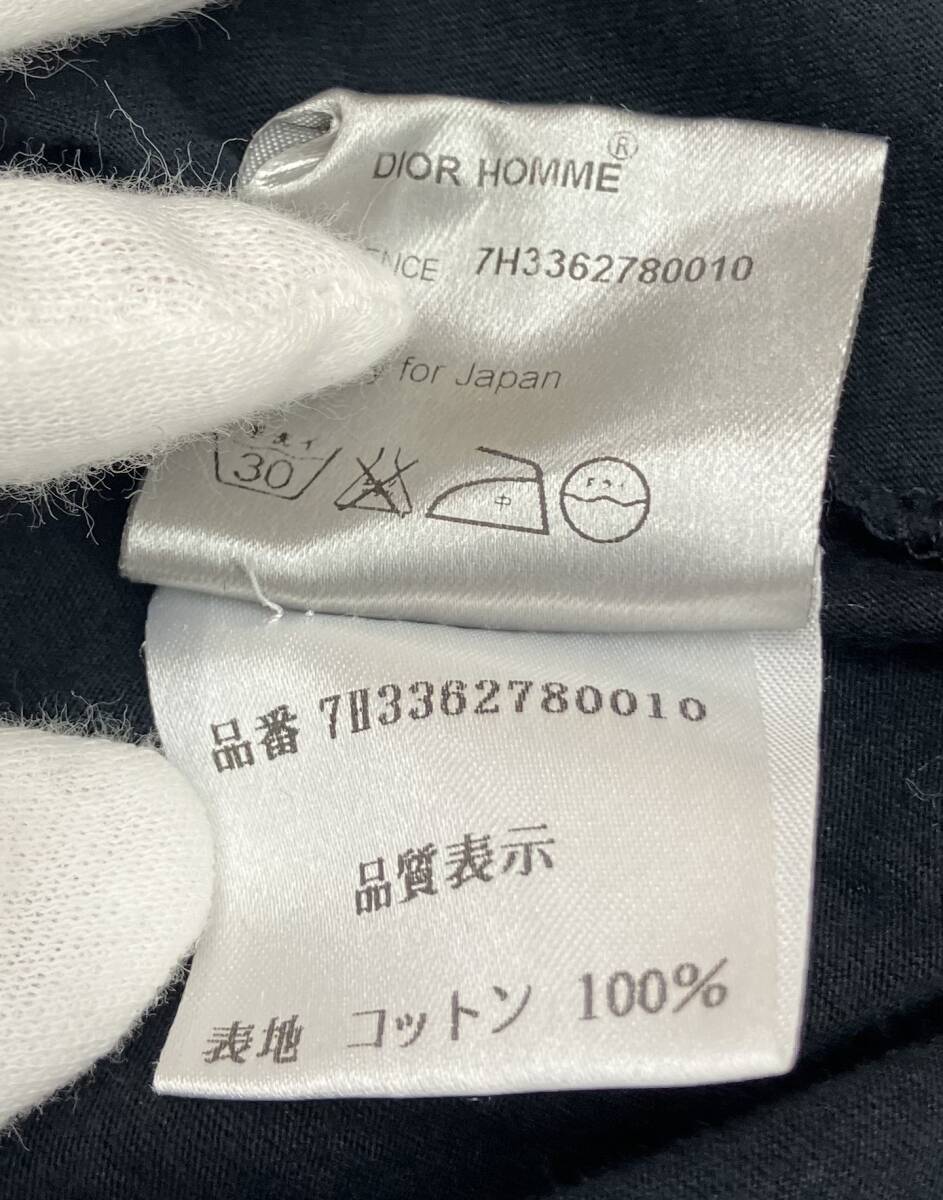 DIOR HOMME®
ENCE 7H3362780010
for Japan
30
中
ドライ
品番 7H3362780010
品質表示
表地 コットン 100%